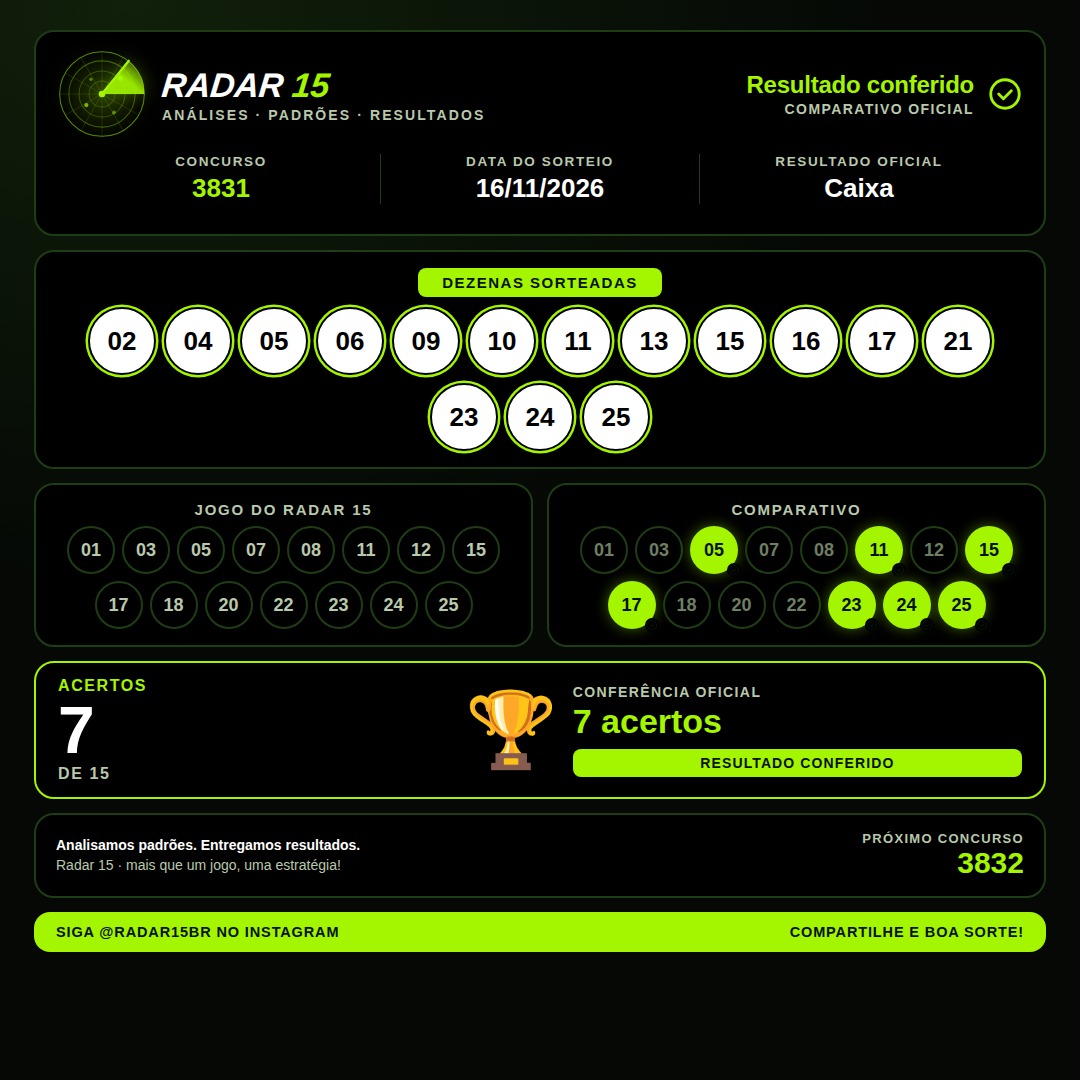 RADAR 15
ANÁLISES · PADRÕES · RESULTADOS
Resultado conferido
COMPARATIVO OFICIAL
CONCURSO
3831
DATA DO SORTEIO
16/11/2026
RESULTADO OFICIAL
Caixa
DEZENAS SORTEADAS
02 04 05 06 09 10 11 13 15 16 17 21
23 24 25
JOGO DO RADAR 15
01 03 05 07 08 11 12 15
17 18 20 22 23 24 25
COMPARATIVO
01 03 05 07 08 11 12 15
17 18 20 22 23 24 25
ACERTOS
7
DE 15
CONFERÊNCIA OFICIAL
7 acertos
RESULTADO CONFERIDO
Analisamos padrões. Entregamos resultados.
Radar 15 · mais que um jogo, uma estratégia!
PRÓXIMO CONCURSO
3832
SIGA @RADAR15BR NO INSTAGRAM
COMPARTILHE E BOA SORTE!